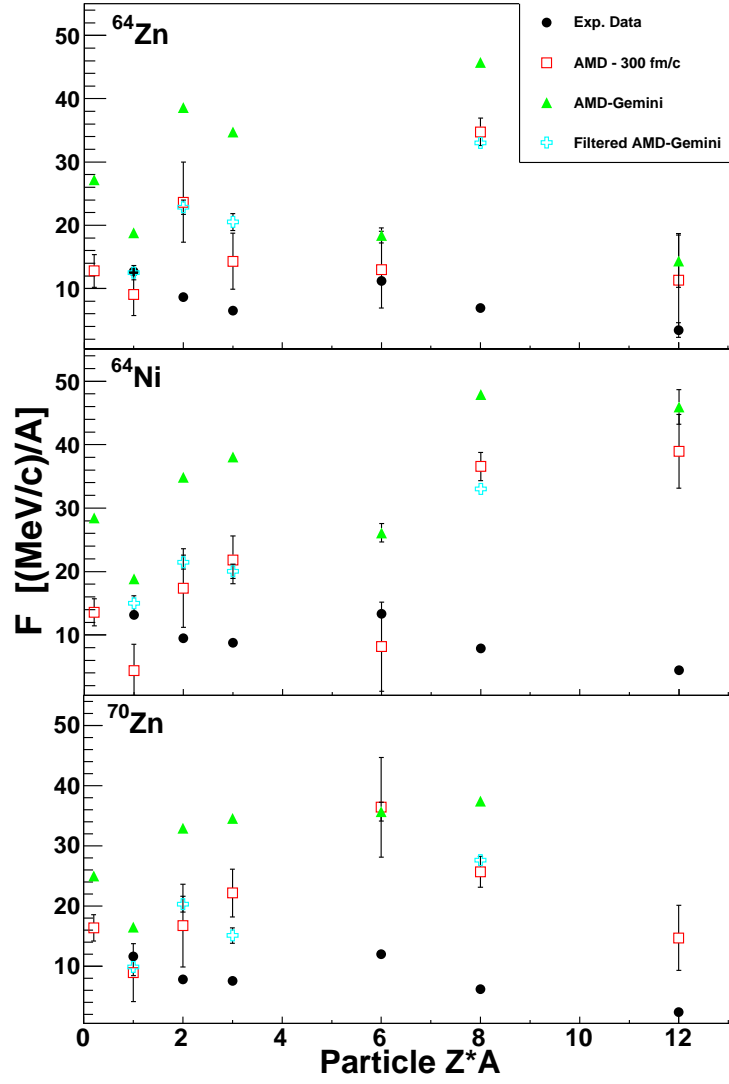 ⁶⁴Zn
50
40
30
20
10
Exp. Data
AMD - 300 fm/c
AMD-Gemini
Filtered AMD-Gemini
⁶⁴Ni
50
40
30
20
10
F [(MeV/c)/A]
⁷⁰Zn
50
40
30
20
10
0 2 4 6 8 10 12
Particle Z*A